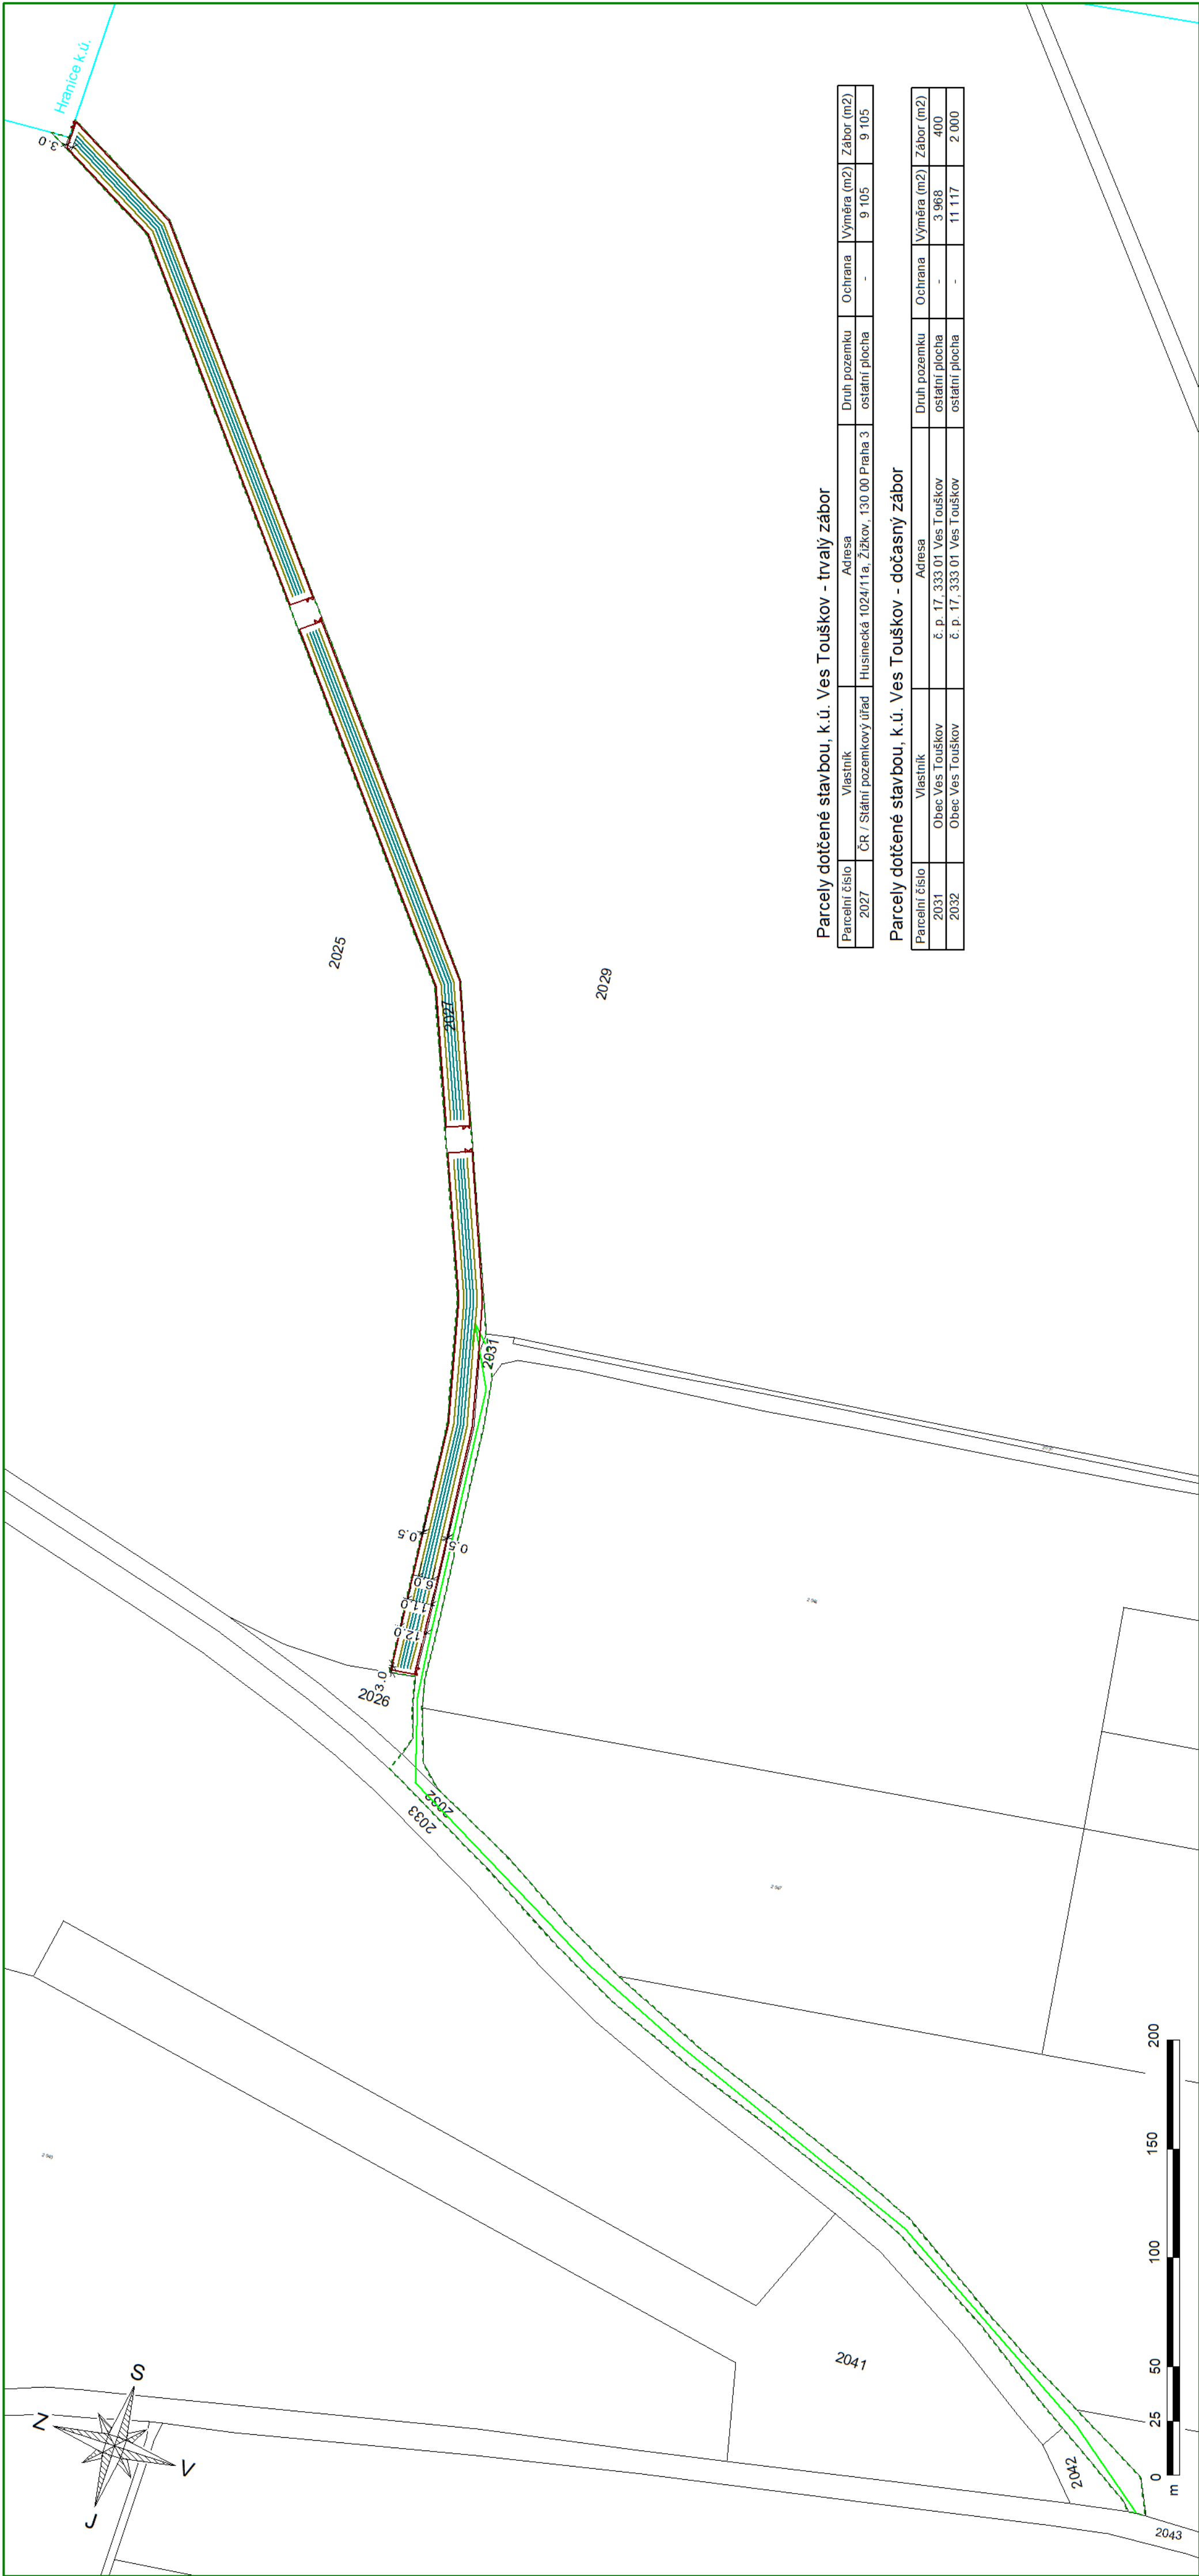 Hranice k.ú.
3.0
2025
2027
2029
2031
0.5
0.5
6.0
11.0
12.0
3.0
2026
2032
2033
2041
2042
2043
Parcely dotčené stavbou, k.ú. Ves Touškov - trvalý zábor
Parcelní číslo Vlastník Adresa Druh pozemku Ochrana Výměra (m2) Zábor (m2)
2027 ČR / Státní pozemkový úřad Husinecká 1024/11a, Žižkov, 130 00 Praha 3 ostatní plocha - 9 105 9 105
Parcely dotčené stavbou, k.ú. Ves Touškov - dočasný zábor
Parcelní číslo Vlastník Adresa Druh pozemku Ochrana Výměra (m2) Zábor (m2)
2031 Obec Ves Touškov č. p. 17, 333 01 Ves Touškov ostatní plocha - 3 968 400
2032 Obec Ves Touškov č. p. 17, 333 01 Ves Touškov ostatní plocha - 11 117 2 000
S
Z
V
J
0 25 50 100 150 200
m